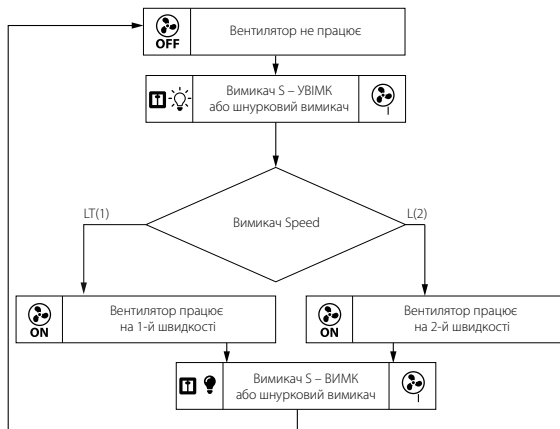 OFF
Вентилятор не працює
Вимикач S – УВІМК
або шнурковий вимикач
LT(1)
Вимикач Speed
L(2)
ON
Вентилятор працює
на 1-й швидкості
ON
Вентилятор працює
на 2-й швидкості
Вимикач S – ВИМК
або шнурковий вимикач